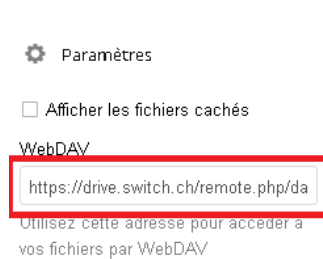 Paramètres
Afficher les fichiers cachés
WebDAV
https://drive.switch.ch/remote.php/da
Utilisez cette adresse pour accéder à
vos fichiers par WebDAV